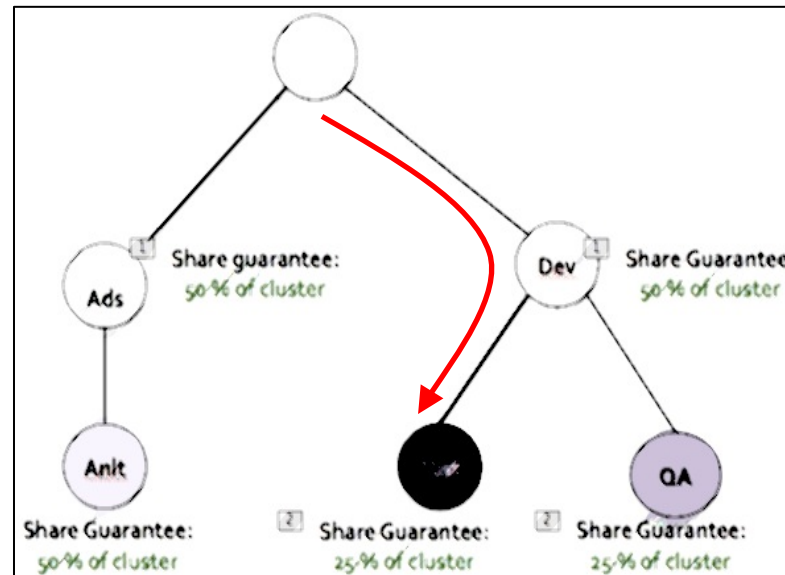 1
Share guarantee:
50% of cluster
Ads
Dev
1
Share Guarantee
50% of cluster
Anlt
QA
Share Guarantee:
50% of cluster
2
Share Guarantee:
25% of cluster
2
Share Guarantee:
25% of cluster